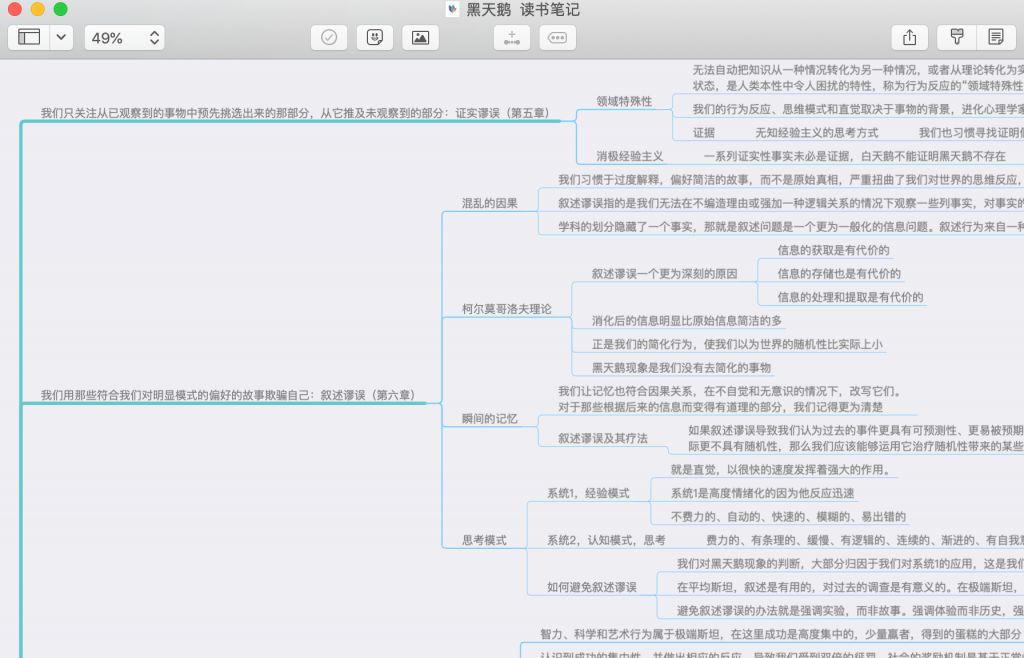 黑天鹅 读书笔记
49%
无法自动把知识从一种情况转化为另一种情况，或者从理论转化为实
状态，是人类本性中令人困扰的特性，称为行为反应的“领域特殊性
领域特殊性
我们的行为反应、思维模式和直觉取决于事物的背景，进化心理学家
我们只关注从已观察到的事物中预先挑选出来的那部分，从它推及未观察到的部分：证实谬误（第五章）
证据 无知经验主义的思考方式 我们也习惯寻找证明
消极经验主义 一系列证实性事实未必是证据，白天鹅不能证明黑天鹅不存在
我们习惯于过度解释，偏好简洁的故事，而不是原始真相，严重扭曲了我们对世界的思维反应，
混乱的因果 叙述谬误指的是我们无法在不编造理由或强加一种逻辑关系的情况下观察一些列事实，对事实的
学科的划分隐藏了一个事实，那就是叙述问题是一个更为一般化的信息问题。叙述行为来自一种
信息的获取是有代价的
叙述谬误一个更为深刻的原因 信息的存储也是有代价的
信息的处理和提取是有代价的
柯尔莫哥洛夫理论
消化后的信息明显比原始信息简洁的多
正是我们的简化行为，使我们以为世界的随机性比实际上小
黑天鹅现象是我们没有去简化的事物
我们用那些符合我们对明显模式的偏好的故事欺骗自己：叙述谬误（第六章）
我们让记忆也符合因果关系，在不自觉和无意识的情况下，改写它们。
对于那些根据后来的信息而变得有道理的部分，我们记得更为清楚
瞬间的记忆
叙述谬误及其疗法
如果叙述谬误导致我们认为过去的事件更具有可预测性、更易被预期
际更不具有随机性，那么我们应该能够运用它治疗随机性带来的某些
就是直觉，以很快的速度发挥着强大的作用。
系统1，经验模式 系统1是高度情绪化的因为他反应迅速
不费力的、自动的、快速的、模糊的、易出错的
思考模式 系统2，认知模式，思考 费力的、有条理的、缓慢、有逻辑的、连续的、渐进的、有自我意
我们对黑天鹅现象的判断，大部分归因于我们对系统1的应用，这是我们
如何避免叙述谬误 在平均斯坦，叙述是有用的，对过去的调查是有意义的。在极端斯坦，
避免叙述谬误的办法就是强调实验，而非故事。强调体验而非历史，强
智力、科学和艺术行为属于极端斯坦，在这里成功是高度集中的，少量赢者，得到的蛋糕的大部分